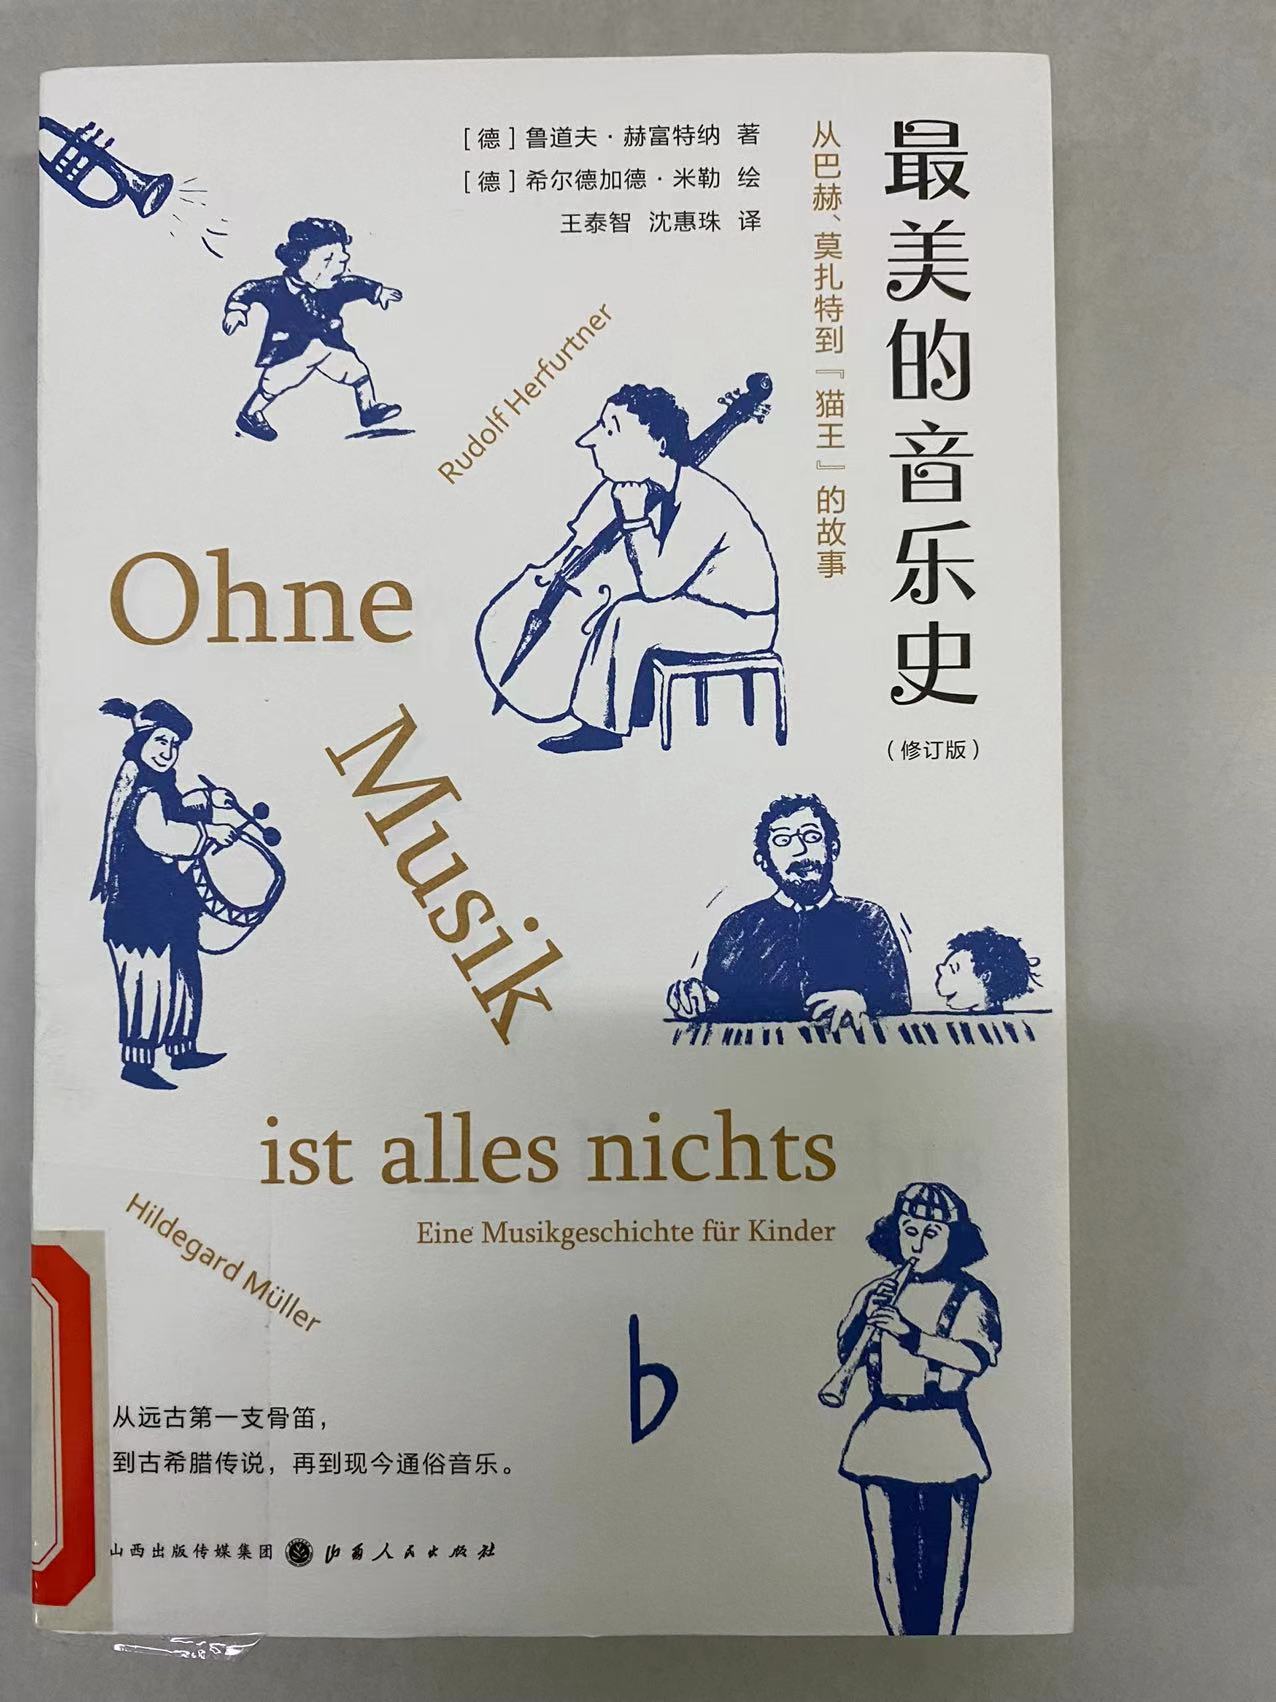 最美的音乐史
（修订版）
从巴赫、莫扎特到『猫王』的故事
［德］鲁道夫·赫富特纳 著
［德］希尔德加德·米勒 绘
王泰智 沈惠珠 译
Rudolf Herfurtner
Ohne
Musik
ist alles nichts
Eine Musikgeschichte für Kinder
Hildegard Müller
b
从远古第一支骨笛，
到古希腊传说，再到现今通俗音乐。
山西出版传媒集团 山西人民出版社